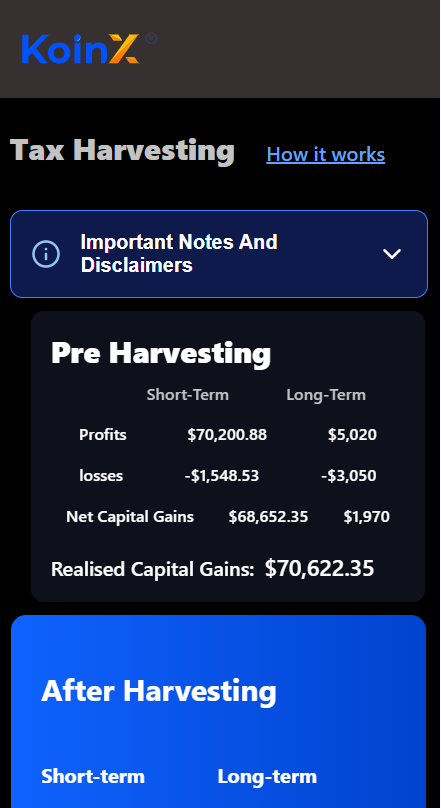 KoinX®
Tax Harvesting How it works
Important Notes And
Disclaimers
Pre Harvesting
Short-Term Long-Term
Profits $70,200.88 $5,020
losses -$1,548.53 -$3,050
Net Capital Gains $68,652.35 $1,970
Realised Capital Gains: $70,622.35
After Harvesting
Short-term Long-term